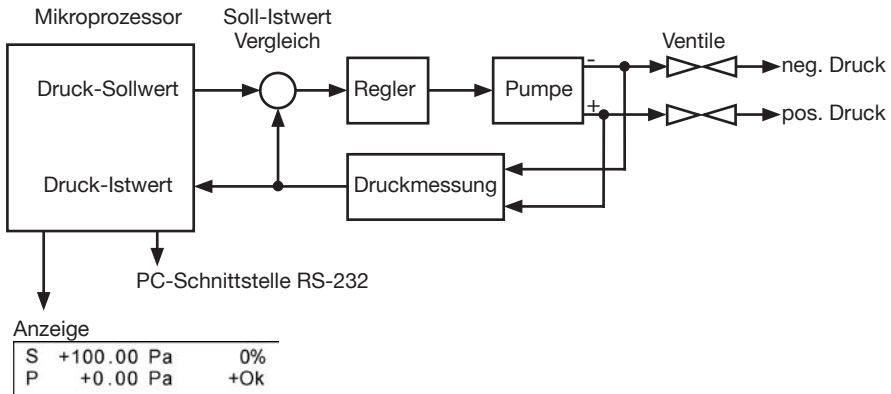 Mikroprozessor
Soll-Istwert
Vergleich
Ventile
Druck-Sollwert
Regler
Pumpe
-
+
neg. Druck
pos. Druck
Druck-Istwert
Druckmessung
PC-Schnittstelle RS-232
Anzeige
S +100.00 Pa 0%
P +0.00 Pa +Ok